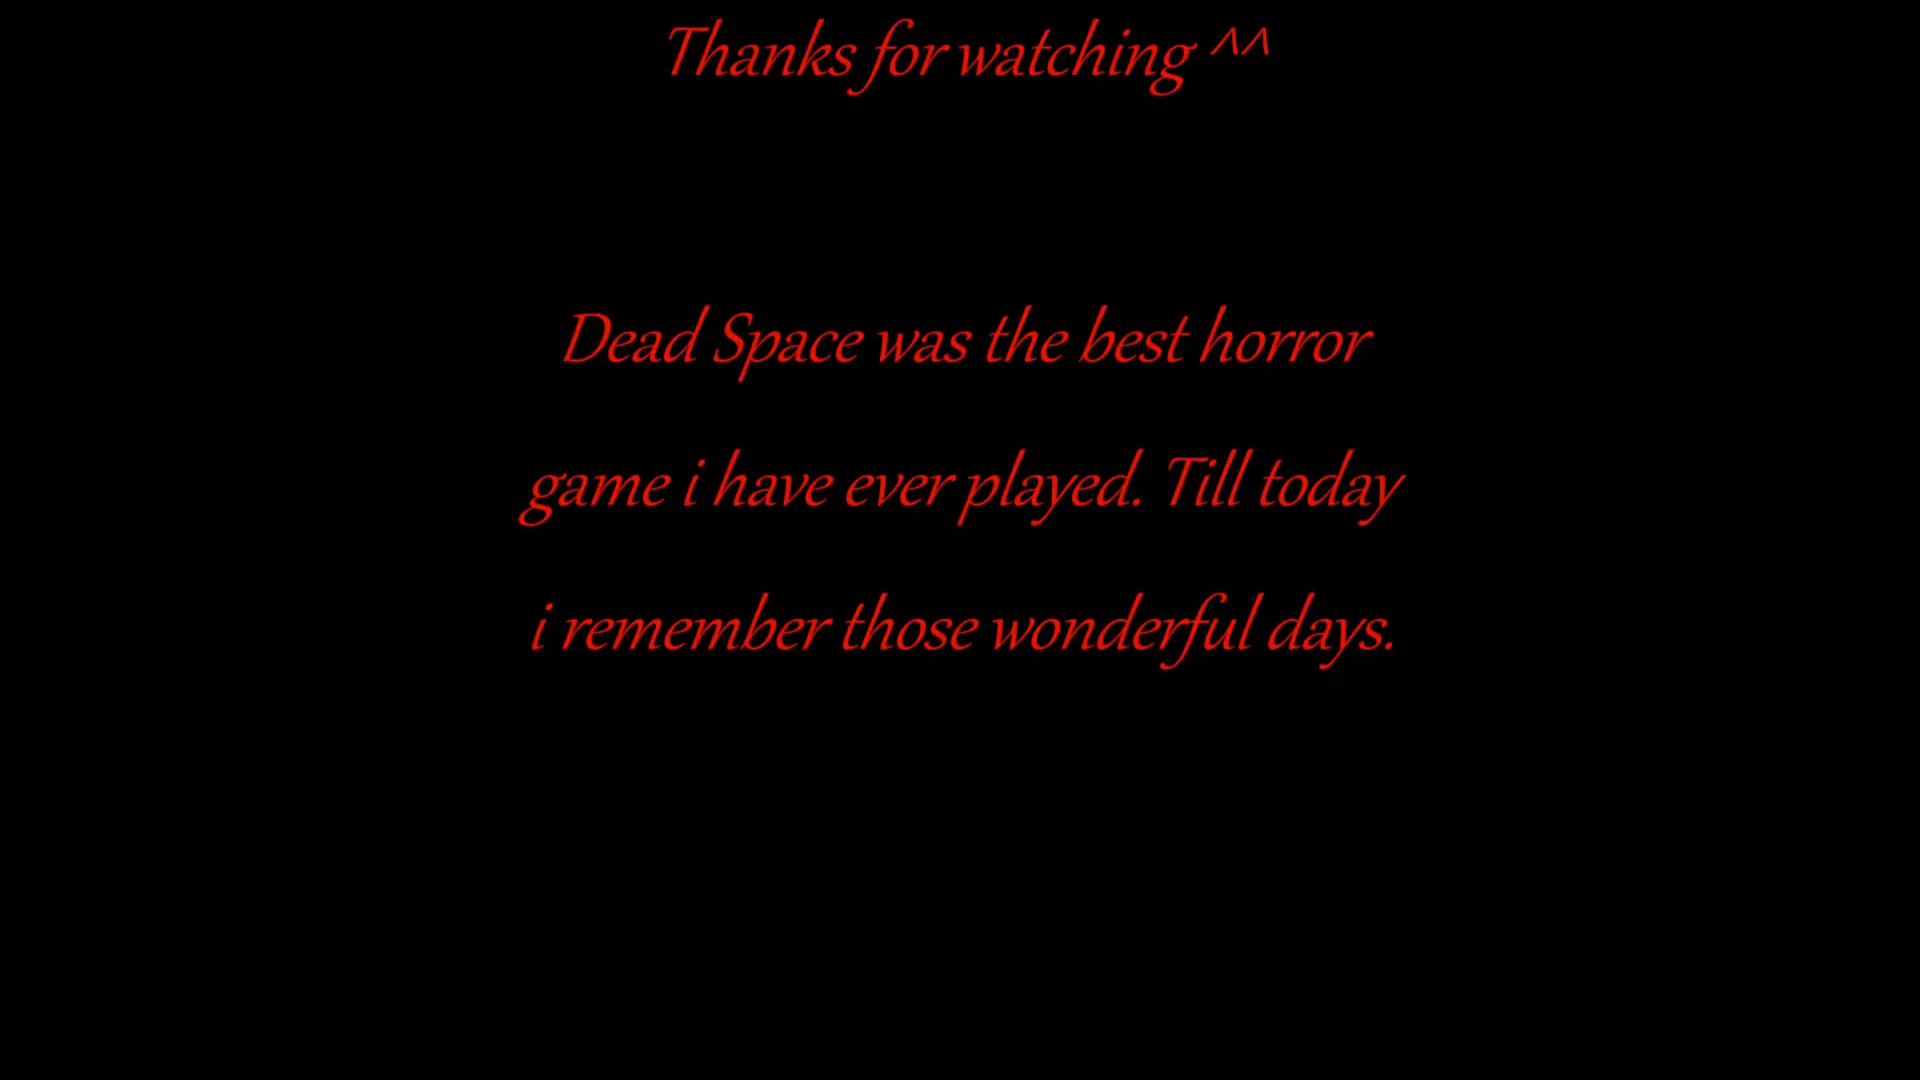 Thanks for watching ^^
Dead Space was the best horror
game i have ever played. Till today
i remember those wonderful days.